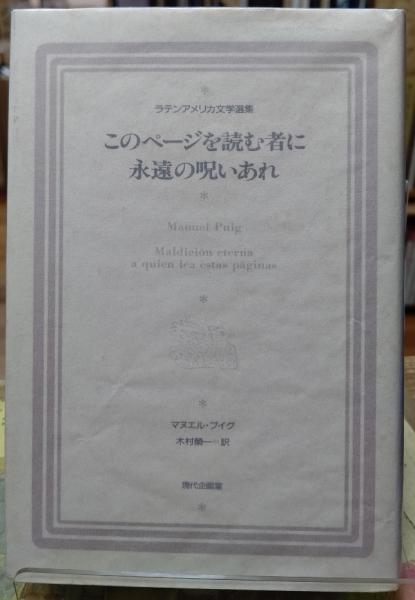 ラテンアメリカ文学選集
このページを読む者に
永遠の呪いあれ
Manuel Puig
Maldición eterna
a quien lea estas páginas
マヌエル・プイグ
木村榮一=訳
現代企画室